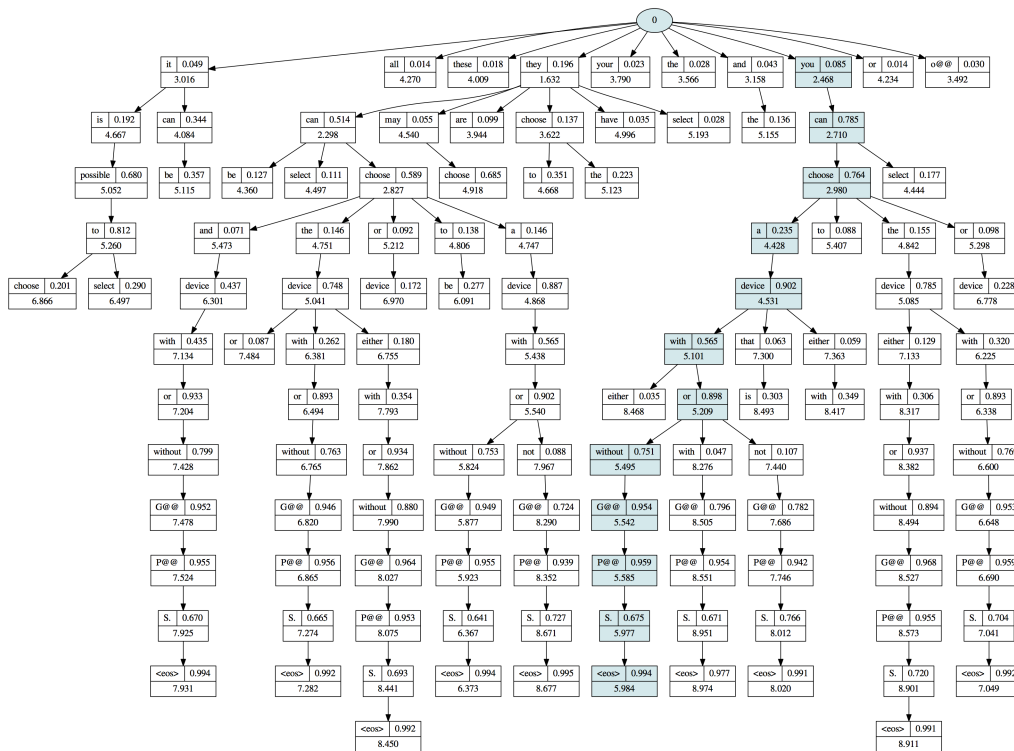 0
it 0.049 all 0.014 these 0.018 they 0.196 your 0.023 the 0.028 and 0.043 you 0.085 or 0.014 o@@ 0.030
3.016 4.270 4.009 1.632 3.790 3.566 3.158 2.468 4.234 3.492
is 0.192 can 0.344 can 0.514 may 0.055 are 0.099 choose 0.137 have 0.035 select 0.028 the 0.136 can 0.785
4.667 4.084 2.298 4.540 3.944 3.622 4.996 5.193 5.155 2.710
possible 0.680 be 0.357 be 0.127 select 0.111 choose 0.589 choose 0.685 to 0.351 the 0.223 choose 0.764 select 0.177
5.052 5.115 4.360 4.497 2.827 4.918 4.668 5.123 2.980 4.444
to 0.812 and 0.071 the 0.146 or 0.092 to 0.138 a 0.146 a 0.235 to 0.088 the 0.155 or 0.098
5.260 5.473 4.751 5.212 4.806 4.747 4.428 5.407 4.842 5.298
choose 0.201 select 0.290 device 0.437 device 0.748 device 0.172 be 0.277 device 0.887 device 0.902 device 0.785 device 0.228
6.866 6.497 6.301 5.041 6.970 6.091 4.868 4.531 5.085 6.778
with 0.435 or 0.087 with 0.262 either 0.180 with 0.565 with 0.565 that 0.063 either 0.059 either 0.129 with 0.320
7.134 7.484 6.381 6.755 5.438 5.101 7.300 7.363 7.133 6.225
or 0.933 or 0.893 with 0.354 or 0.902 either 0.035 or 0.898 is 0.303 with 0.349 with 0.306 or 0.893
7.204 6.494 7.793 5.540 8.468 5.209 8.493 8.417 8.317 6.338
without 0.799 without 0.763 or 0.934 without 0.753 not 0.088 without 0.751 with 0.047 not 0.107 or 0.937 without 0.76
7.428 6.765 7.862 5.824 7.967 5.495 8.276 7.440 8.382 6.600
G@@ 0.952 G@@ 0.946 without 0.880 G@@ 0.949 G@@ 0.724 G@@ 0.954 G@@ 0.796 G@@ 0.782 without 0.894 G@@ 0.95
7.478 6.820 7.990 5.877 8.290 5.542 8.505 7.686 8.494 6.648
P@@ 0.955 P@@ 0.956 G@@ 0.964 P@@ 0.955 P@@ 0.939 P@@ 0.959 P@@ 0.954 P@@ 0.942 G@@ 0.968 P@@ 0.959
7.524 6.865 8.027 5.923 8.352 5.585 8.551 7.746 8.527 6.690
S. 0.670 S. 0.665 P@@ 0.953 S. 0.641 S. 0.727 S. 0.675 S. 0.671 S. 0.766 P@@ 0.955 S. 0.704
7.925 7.274 8.075 6.367 8.671 5.977 8.951 8.012 8.573 7.041
<eos> 0.994 <eos> 0.992 S. 0.693 <eos> 0.994 <eos> 0.995 <eos> 0.994 <eos> 0.977 <eos> 0.991 S. 0.720 <eos> 0.992
7.931 7.282 8.441 6.373 8.677 5.984 8.974 8.020 8.901 7.049
<eos> 0.992 <eos> 0.991
8.450 8.911